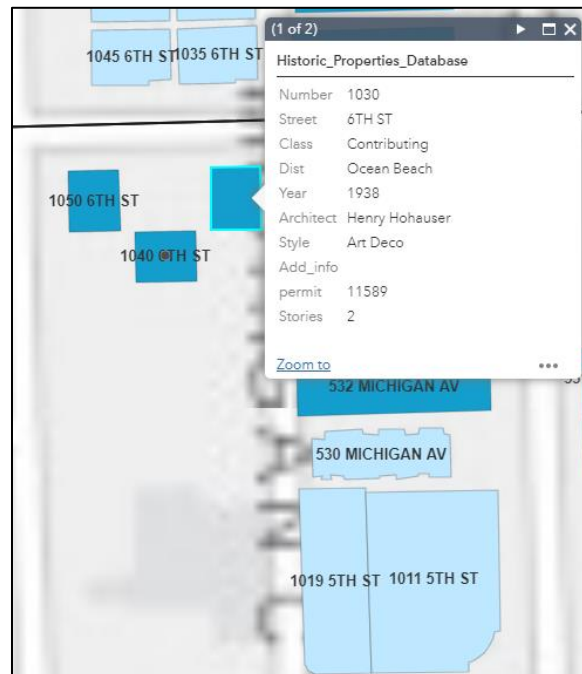 1045 6TH ST
1035 6TH ST
(1 of 2)
Historic_Properties_Database
Number 1030
Street 6TH ST
Class Contributing
Dist Ocean Beach
Year 1938
Architect Henry Hohauser
Style Art Deco
Add_info
permit 11589
Stories 2
Zoom to
1050 6TH ST
1040 6TH ST
532 MICHIGAN AV
530 MICHIGAN AV
1019 5TH ST
1011 5TH ST